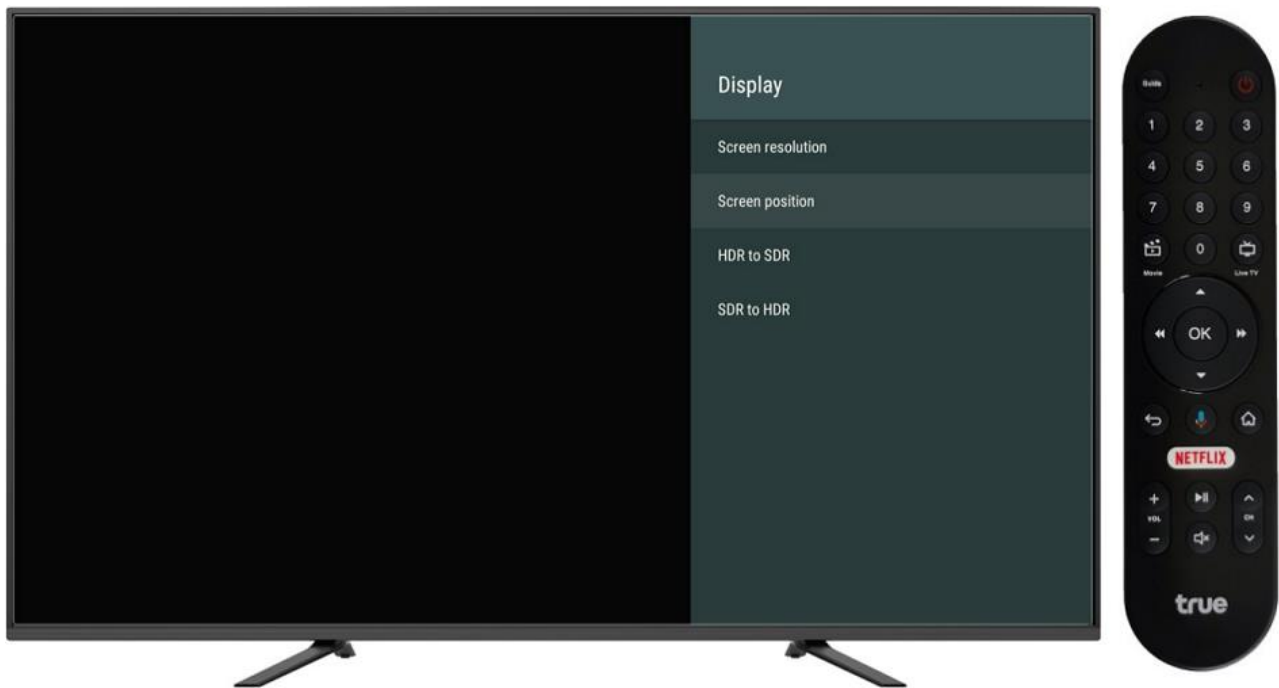 Display
Screen resolution
Screen position
HDR to SDR
SDR to HDR
Guide
1 2 3
4 5 6
7 8 9
0
Movie Live TV
OK
NETFLIX
+
VOL CH
-
true